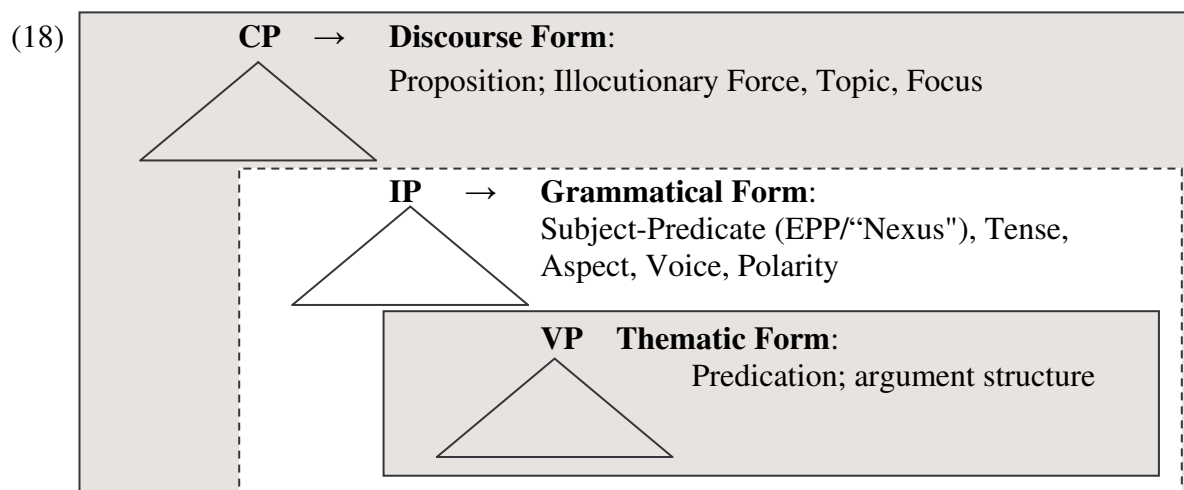 (18) CP → Discourse Form:
Proposition; Illocutionary Force, Topic, Focus
IP → Grammatical Form:
Subject-Predicate (EPP/“Nexus"), Tense,
Aspect, Voice, Polarity
VP Thematic Form:
Predication; argument structure